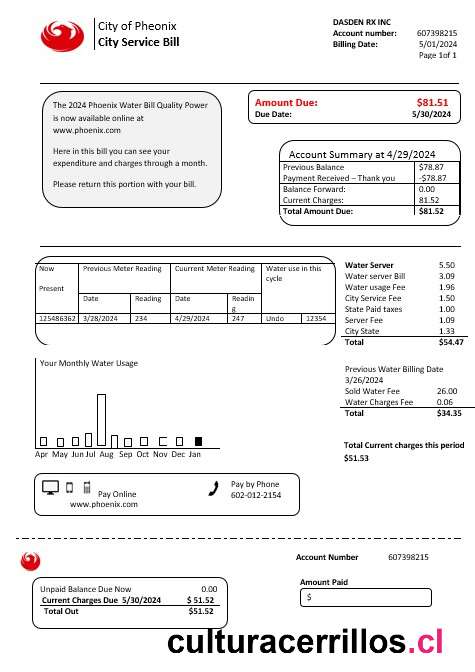 City of Pheonix
City Service Bill
DASDEN RX INC
Account number: 607398215
Billing Date: 5/01/2024
Page 1of 1
The 2024 Phoenix Water Bill Quality Power
is now available online at
www.phoenix.com
Here in this bill you can see your
expenditure and charges through a month.
Please return this portion with your bill.
Amount Due: $81.51
Due Date: 5/30/2024
Account Summary at 4/29/2024
Previous Balance $78.87
Payment Received – Thank you -$78.87
Balance Forward: 0.00
Current Charges: 81.52
Total Amount Due: $81.52
Now Previous Meter Reading Cuurrent Meter Reading Water use in this
cycle
Present
Date Reading Date Readin
g
125486362 3/28/2024 234 4/29/2024 247 Undo 12354
Water Server 5.50
Water server Bill 3.09
Water usage Fee 1.96
City Service Fee 1.50
State Paid taxes 1.00
Server Fee 1.09
City State 1.33
Total $54.47
Your Monthly Water Usage
Apr May Jun Jul Aug Sep Oct Nov Dec Jan
Previous Water Billing Date
3/26/2024
Sold Water Fee 26.00
Water Charges Fee 0.06
Total $34.35
Total Current charges this period
$51.53
Pay Online
www.phoenix.com
Pay by Phone
602-012-2154
Account Number 607398215
Unpaid Balance Due Now 0.00
Current Charges Due 5/30/2024 $ 51.52
Total Out $51.52
Amount Paid
$
culturacerrillos.cl